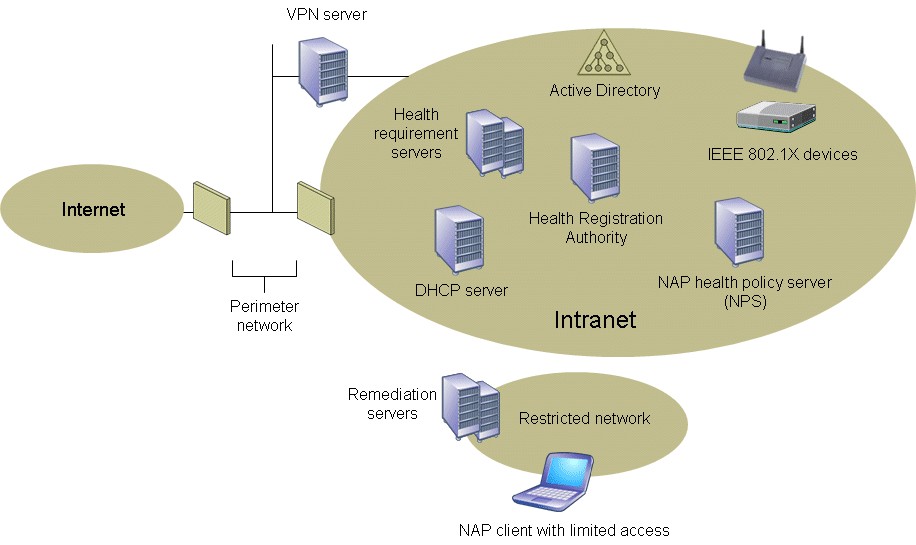 VPN server
Active Directory
Health
requirement
servers
IEEE 802.1X devices
Internet
Health Registration
Authority
DHCP server
NAP health policy server
(NPS)
Perimeter
network
Intranet
Remediation
servers
Restricted network
NAP client with limited access